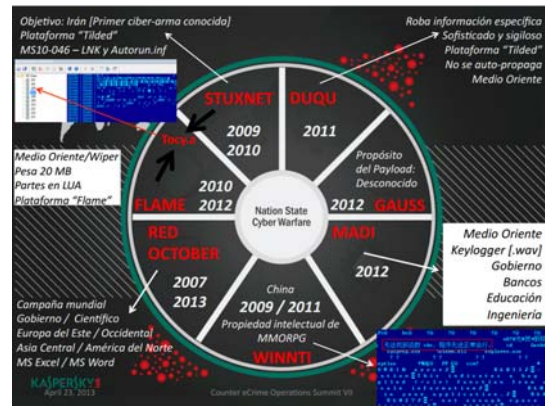 Objetivo: Irán [Primer ciber-arma conocida]
Plataforma "Tilded"
MS10-046 – LNK y Autorun.inf
Roba información específica
Sofisticado y sigiloso
Plataforma "Tilded"
No se auto-propaga
Medio Oriente
STUXNET
2009
2010
DUQU
2011
Tocy.a
Medio Oriente/Wiper
Pesa 20 MB
Partes en LUA
Plataforma "Flame"
2010
2012
FLAME
Propósito
del Payload:
Desconocido
2012
GAUSS
Nation State
Cyber Warfare
RED
OCTOBER
2007
2013
MADI
2012
Medio Oriente
Keylogger [.wav]
Gobierno
Bancos
Educación
Ingeniería
China
2009 / 2011
Propiedad intelectual de
MMORPG
WINNTI
Campaña mundial
Gobierno / Científico
Europa del Este / Occidental
Asia Central / América del Norte
MS Excel / MS Word
KASPERSKY
April 23, 2013
Counter eCrime Operations Summit VII